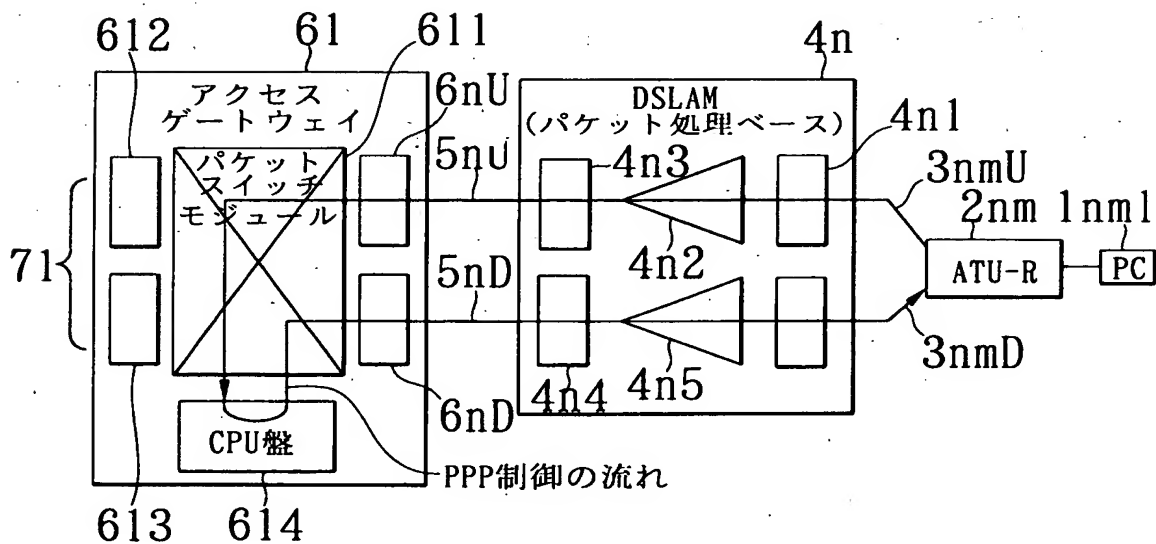 612
61
611
4n
アクセス
ゲートウェイ
6nU
5nU
DSLAM
(パケット処理ベース)
4n3
4n1
パケット
スイッチ
モジュール
3nmU
2nm
1nm1
71
4n2
ATU-R
PC
5nD
3nmD
4n4
4n5
6nD
CPU盤
PPP制御の流れ
613
614